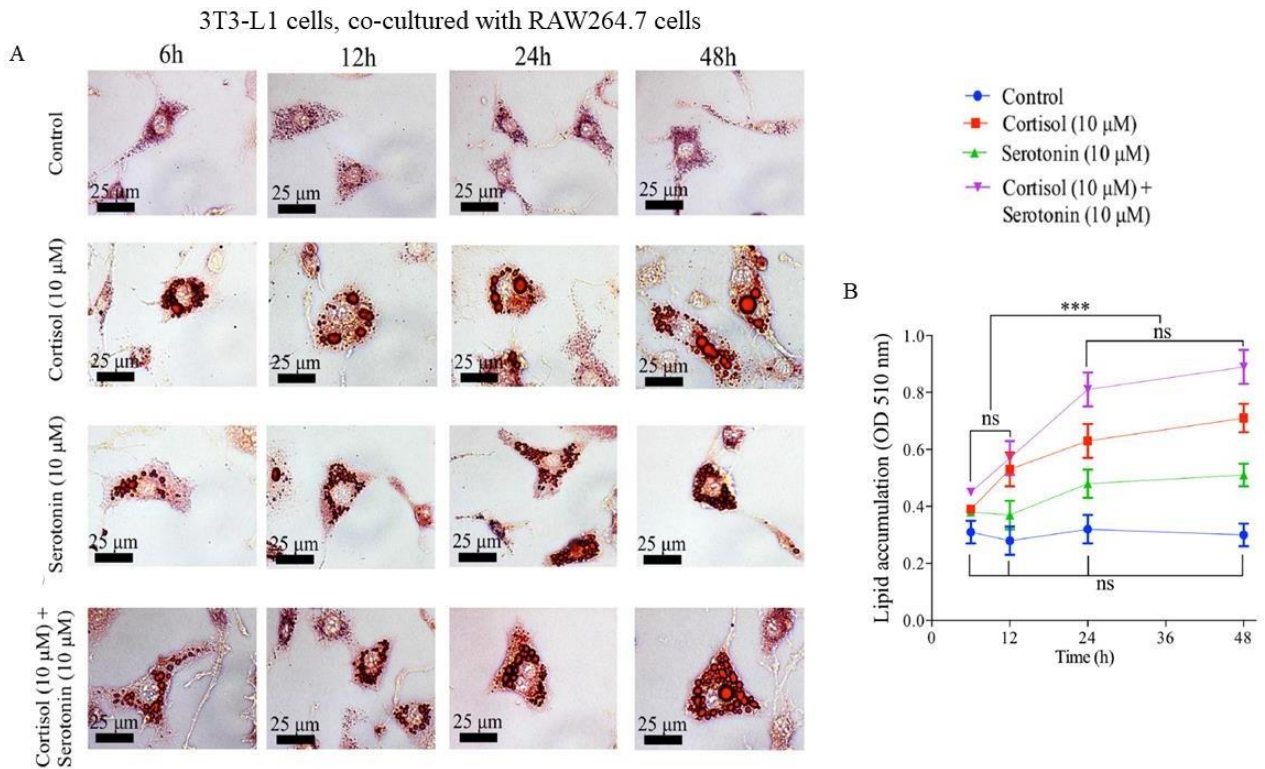 3T3-L1 cells, co-cultured with RAW264.7 cells
A
6h
12h
24h
48h
Control
25 μm
25 μm
25 μm
25 μm
Cortisol (10 μM)
25 μm
25 μm
25 μm
25 μm
Serotonin (10 μM)
25 μm
25 μm
25 μm
25 μm
Cortisol (10 μM) +
Serotonin (10 μM)
25 μm
25 μm
25 μm
25 μm
Control
Cortisol (10 μM)
Serotonin (10 μM)
Cortisol (10 μM) +
Serotonin (10 μM)
B
***
ns
ns
ns
Lipid accumulation (OD 510 nm)
1.0
0.8
0.6
0.4
0.2
0.0
0
12
24
36
48
Time (h)